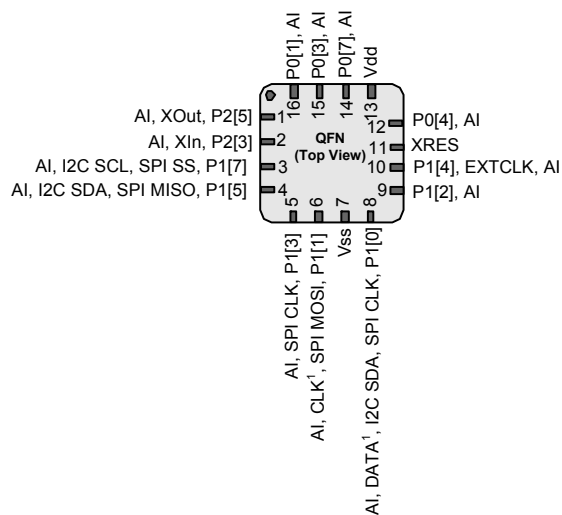 P0[1], AI
P0[3], AI
P0[7], AI
Vdd
16
15
14
13
AI, XOut, P2[5]
1
AI, XIn, P2[3]
2
AI, I2C SCL, SPI SS, P1[7]
3
AI, I2C SDA, SPI MISO, P1[5]
4
QFN
(Top View)
12
P0[4], AI
11
XRES
10
P1[4], EXTCLK, AI
9
P1[2], AI
5
6
7
8
AI, SPI CLK, P1[3]
AI, CLK¹, SPI MOSI, P1[1]
Vss
AI, DATA¹, I2C SDA, SPI CLK, P1[0]